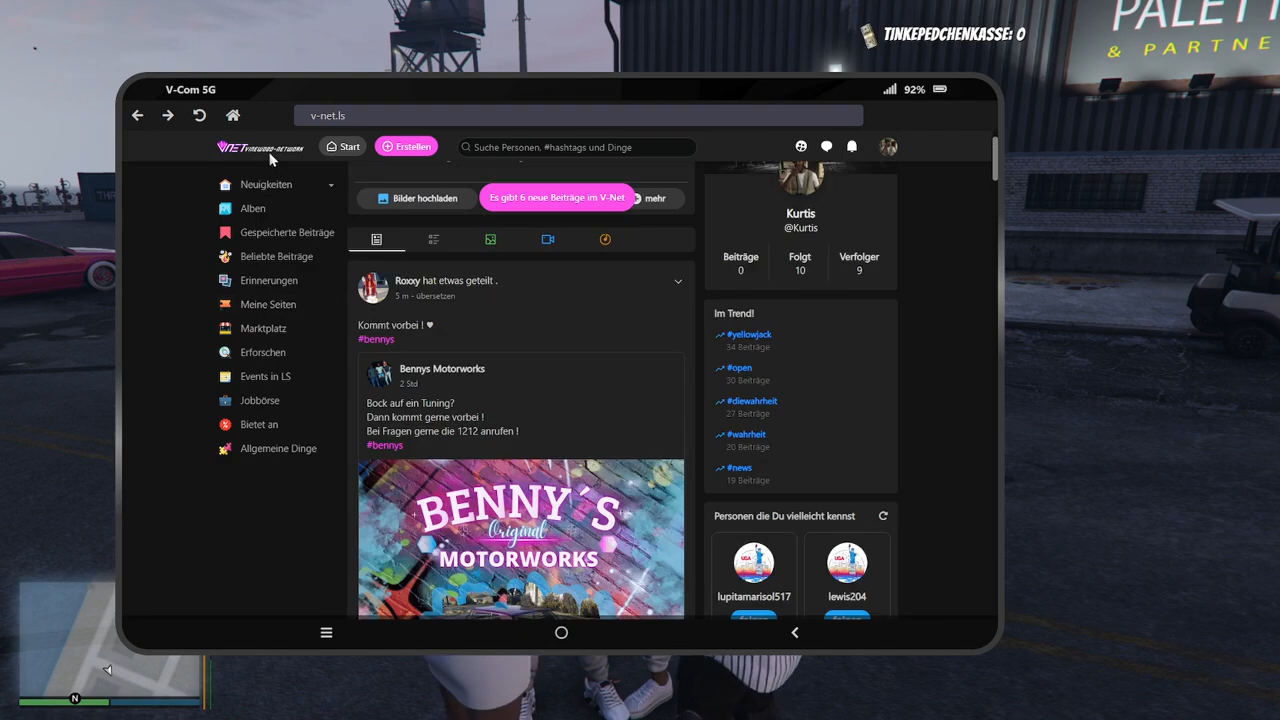 PALETT
& PARTNE
TINKEPEDCHENKASSE: 0
V-Com 5G
92%
v-net.ls
VNET VINEWOOD-NETWORK
Start
Erstellen
Suche Personen, #hashtags und Dinge
Neuigkeiten
Alben
Gespeicherte Beiträge
Beliebte Beiträge
Erinnerungen
Meine Seiten
Marktplatz
Erforschen
Events in LS
Jobbörse
Bietet an
Allgemeine Dinge
Bilder hochladen
Es gibt 6 neue Beiträge im V-Net
mehr
Roxxy hat etwas geteilt .
5 m - übersetzen
Kommt vorbei ! ♥
#bennys
Bennys Motorworks
2 Std
Bock auf ein Tuning?
Dann kommt gerne vorbei !
Bei Fragen gerne die 1212 anrufen !
#bennys
BENNY´S
Original
MOTORWORKS
Kurtis
@Kurtis
Beiträge
0
Folgt
10
Verfolger
9
Im Trend!
#yellowjack
34 Beiträge
#open
30 Beiträge
#diewahrheit
27 Beiträge
#wahrheit
20 Beiträge
#news
19 Beiträge
Personen die Du vielleicht kennst
USA
lupitamarisol517
USA
lewis204
N